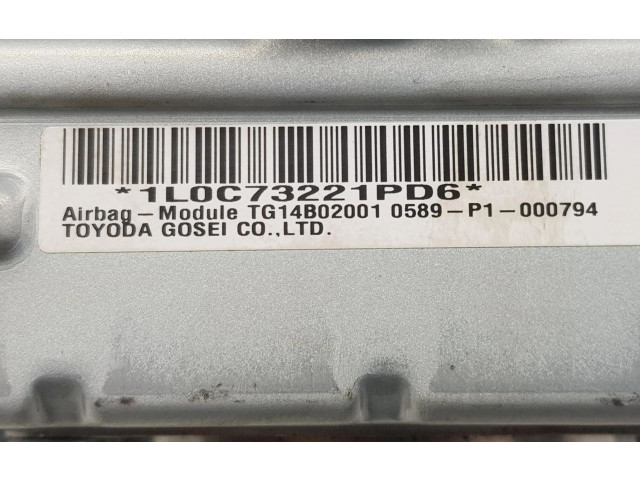 *1L0C73221PD6*
Airbag-Module TG14B02001 0589-P1-000794
TOYODA GOSEI CO.,LTD.